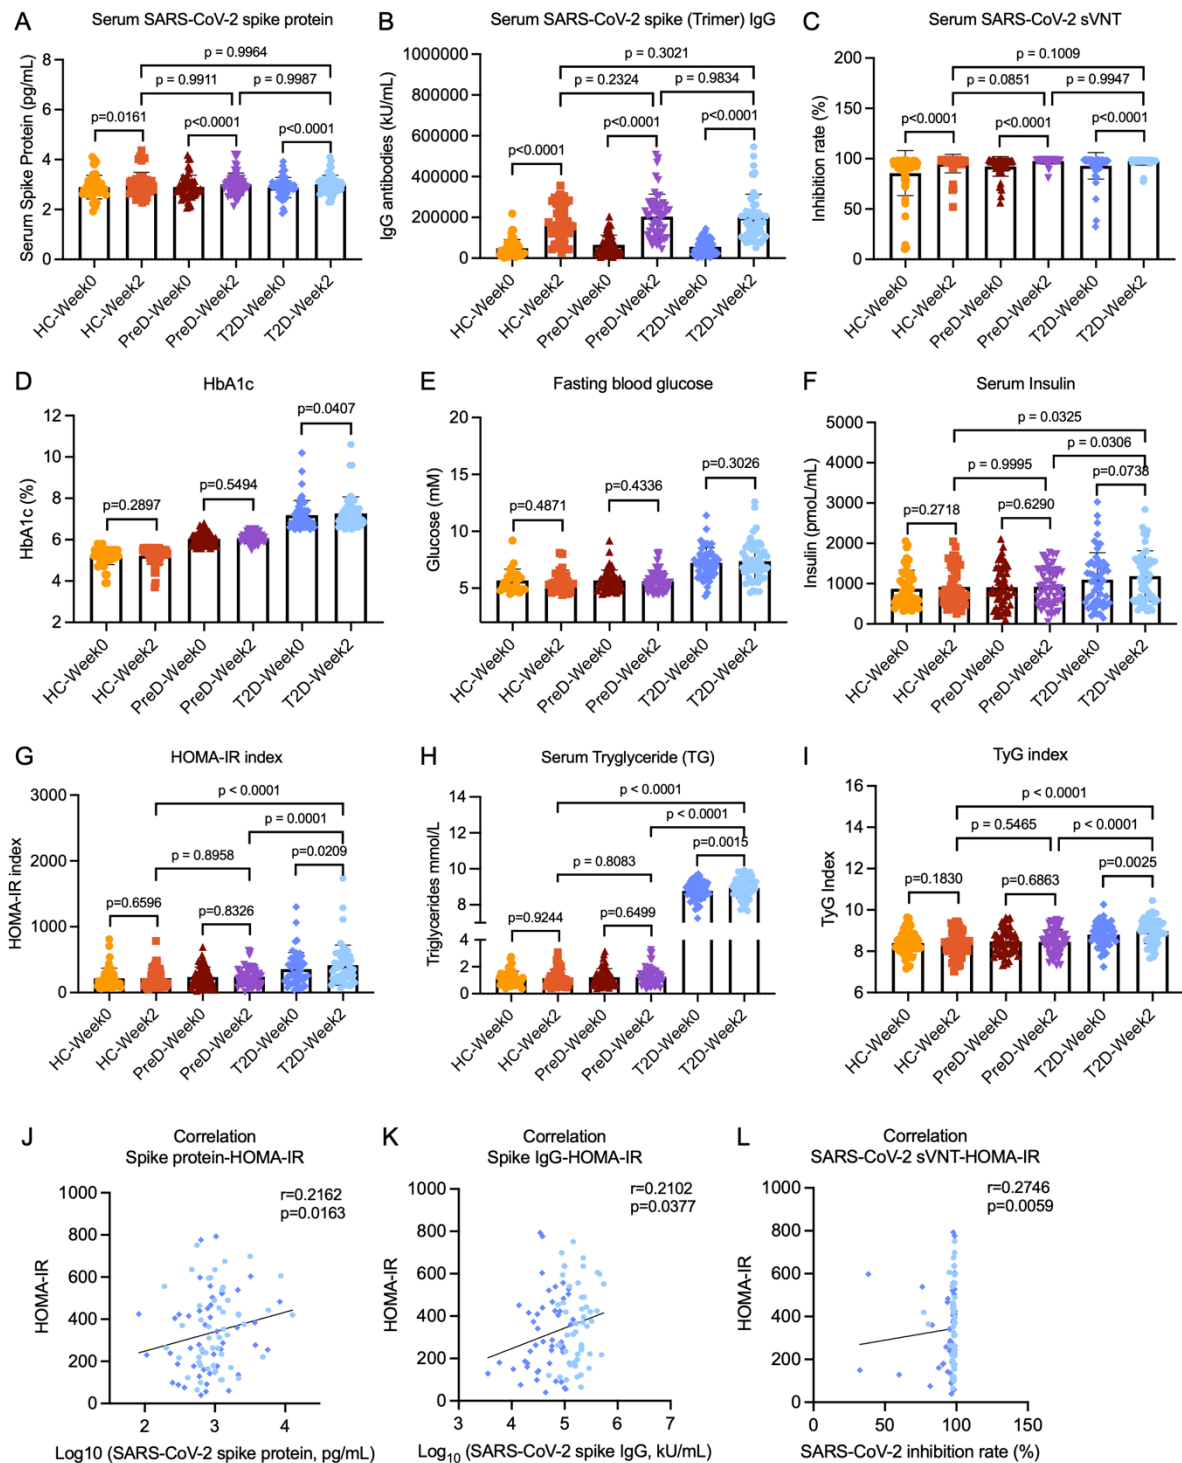 A Serum SARS-CoV-2 spike protein
Serum Spike Protein (pg/mL)
p = 0.9964
p = 0.9911 p = 0.9987
p=0.0161 p<0.0001 p<0.0001
8
6
4
2
0
HC-Week0 HC-Week2 PreD-Week0 PreD-Week2 T2D-Week0 T2D-Week2
B Serum SARS-CoV-2 spike (Trimer) IgG
IgG antibodies (kU/mL)
p = 0.3021
p = 0.2324 p = 0.9834
p<0.0001 p<0.0001 p<0.0001
1000000
800000
600000
400000
200000
0
HC-Week0 HC-Week2 PreD-Week0 PreD-Week2 T2D-Week0 T2D-Week2
C Serum SARS-CoV-2 sVNT
Inhibition rate (%)
p = 0.1009
p = 0.0851 p = 0.9947
p<0.0001 p<0.0001 p<0.0001
200
150
100
50
0
HC-Week0 HC-Week2 PreD-Week0 PreD-Week2 T2D-Week0 T2D-Week2
D HbA1c
HbA1c (%)
p=0.0407
p=0.2897 p=0.5494
12
10
8
6
4
2
HC-Week0 HC-Week2 PreD-Week0 PreD-Week2 T2D-Week0 T2D-Week2
E Fasting blood glucose
Glucose (mM)
p=0.4871 p=0.4336 p=0.3026
20
15
10
5
HC-Week0 HC-Week2 PreD-Week0 PreD-Week2 T2D-Week0 T2D-Week2
F Serum Insulin
Insulin (pmoL/mL)
p = 0.0325
p = 0.0306
p = 0.9995 p=0.0738
p=0.2718 p=0.6290
5000
4000
3000
2000
1000
0
HC-Week0 HC-Week2 PreD-Week0 PreD-Week2 T2D-Week0 T2D-Week2
G HOMA-IR index
HOMA-IR index
p < 0.0001
p = 0.0001
p = 0.8958 p=0.0209
p=0.6596 p=0.8326
3000
2000
1000
0
HC-Week0 HC-Week2 PreD-Week0 PreD-Week2 T2D-Week0 T2D-Week2
H Serum Tryglyceride (TG)
Triglycerides mmol/L
p < 0.0001
p < 0.0001
p = 0.8083 p=0.0015
p=0.9244 p=0.6499
14
12
10
8
6
4
2
0
HC-Week0 HC-Week2 PreD-Week0 PreD-Week2 T2D-Week0 T2D-Week2
I TyG index
TyG Index
p < 0.0001
p = 0.5465 p < 0.0001
p=0.1830 p=0.6863 p=0.0025
16
14
12
10
8
6
HC-Week0 HC-Week2 PreD-Week0 PreD-Week2 T2D-Week0 T2D-Week2
J Correlation
Spike protein-HOMA-IR
r=0.2162
p=0.0163
HOMA-IR
1000
800
600
400
200
0
2 3 4
Log10 (SARS-CoV-2 spike protein, pg/mL)
K Correlation
Spike IgG-HOMA-IR
r=0.2102
p=0.0377
HOMA-IR
1000
800
600
400
200
0
3 4 5 6 7
Log10 (SARS-CoV-2 spike IgG, kU/mL)
L Correlation
SARS-CoV-2 sVNT-HOMA-IR
r=0.2746
p=0.0059
HOMA-IR
1000
800
600
400
200
0
0 50 100 150
SARS-CoV-2 inhibition rate (%)